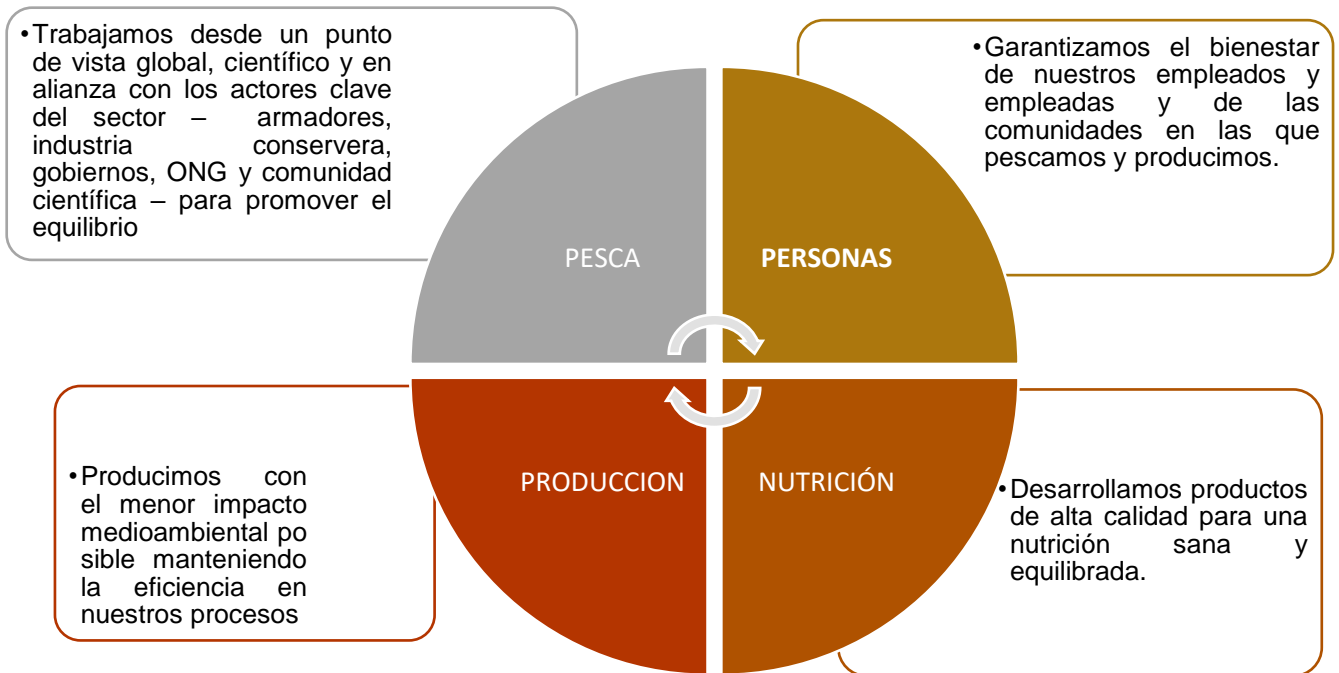 •Trabajamos desde un punto
de vista global, científico y en
alianza con los actores clave
del sector – armadores,
industria conservera,
gobiernos, ONG y comunidad
científica – para promover el
equilibrio
•Garantizamos el bienestar
de nuestros empleados y
empleadas y de las
comunidades en las que
pescamos y producimos.
PESCA
PERSONAS
PRODUCCION
NUTRICIÓN
•Producimos con
el menor impacto
medioambiental po
sible manteniendo
la eficiencia en
nuestros procesos
•Desarrollamos productos
de alta calidad para una
nutrición sana y
equilibrada.